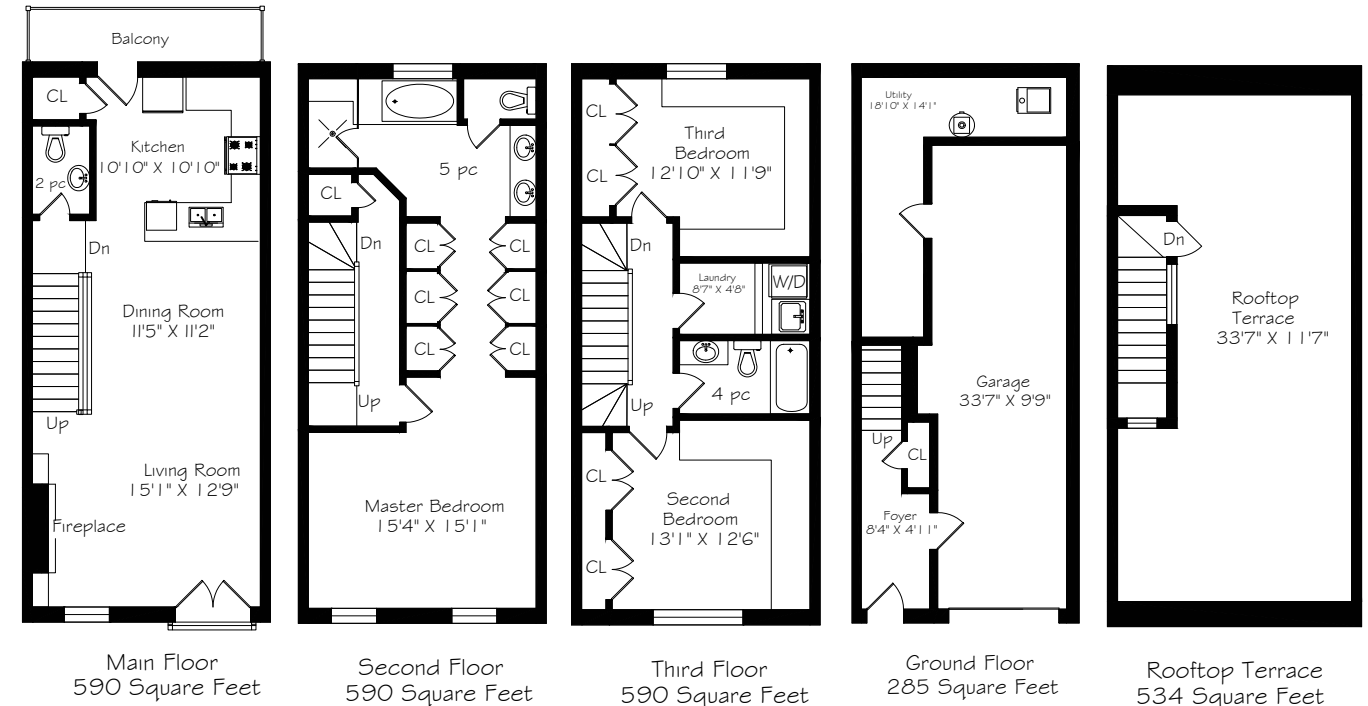 Balcony
CL
Kitchen
10'10" X 10'10"
2 pc
Dn
Dining Room
11'5" X 11'2"
Up
Living Room
15'1" X 12'9"
Fireplace
Main Floor
590 Square Feet
5 pc
CL
Dn
CL
CL
CL
CL
CL
CL
Up
Master Bedroom
15'4" X 15'1"
Second Floor
590 Square Feet
CL
Third
Bedroom
12'10" X 11'9"
CL
Dn
Laundry
8'7" X 4'8"
W/D
4 pc
Up
CL
Second
Bedroom
13'1" X 12'6"
CL
Third Floor
590 Square Feet
Utility
18'10" X 14'1"
Garage
33'7" X 9'9"
Up
CL
Foyer
8'4" X 4'11"
Ground Floor
285 Square Feet
Dn
Rooftop
Terrace
33'7" X 11'7"
Rooftop Terrace
534 Square Feet